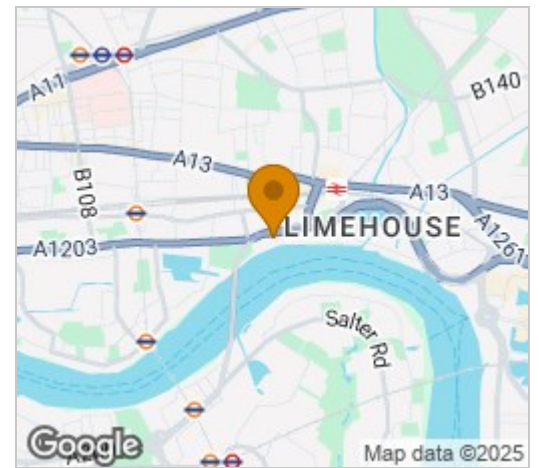 A11
B140
A13
B108
A13
LIMEHOUSE
A1203
A1261
Salter
Rd
Google
Map data ©2025